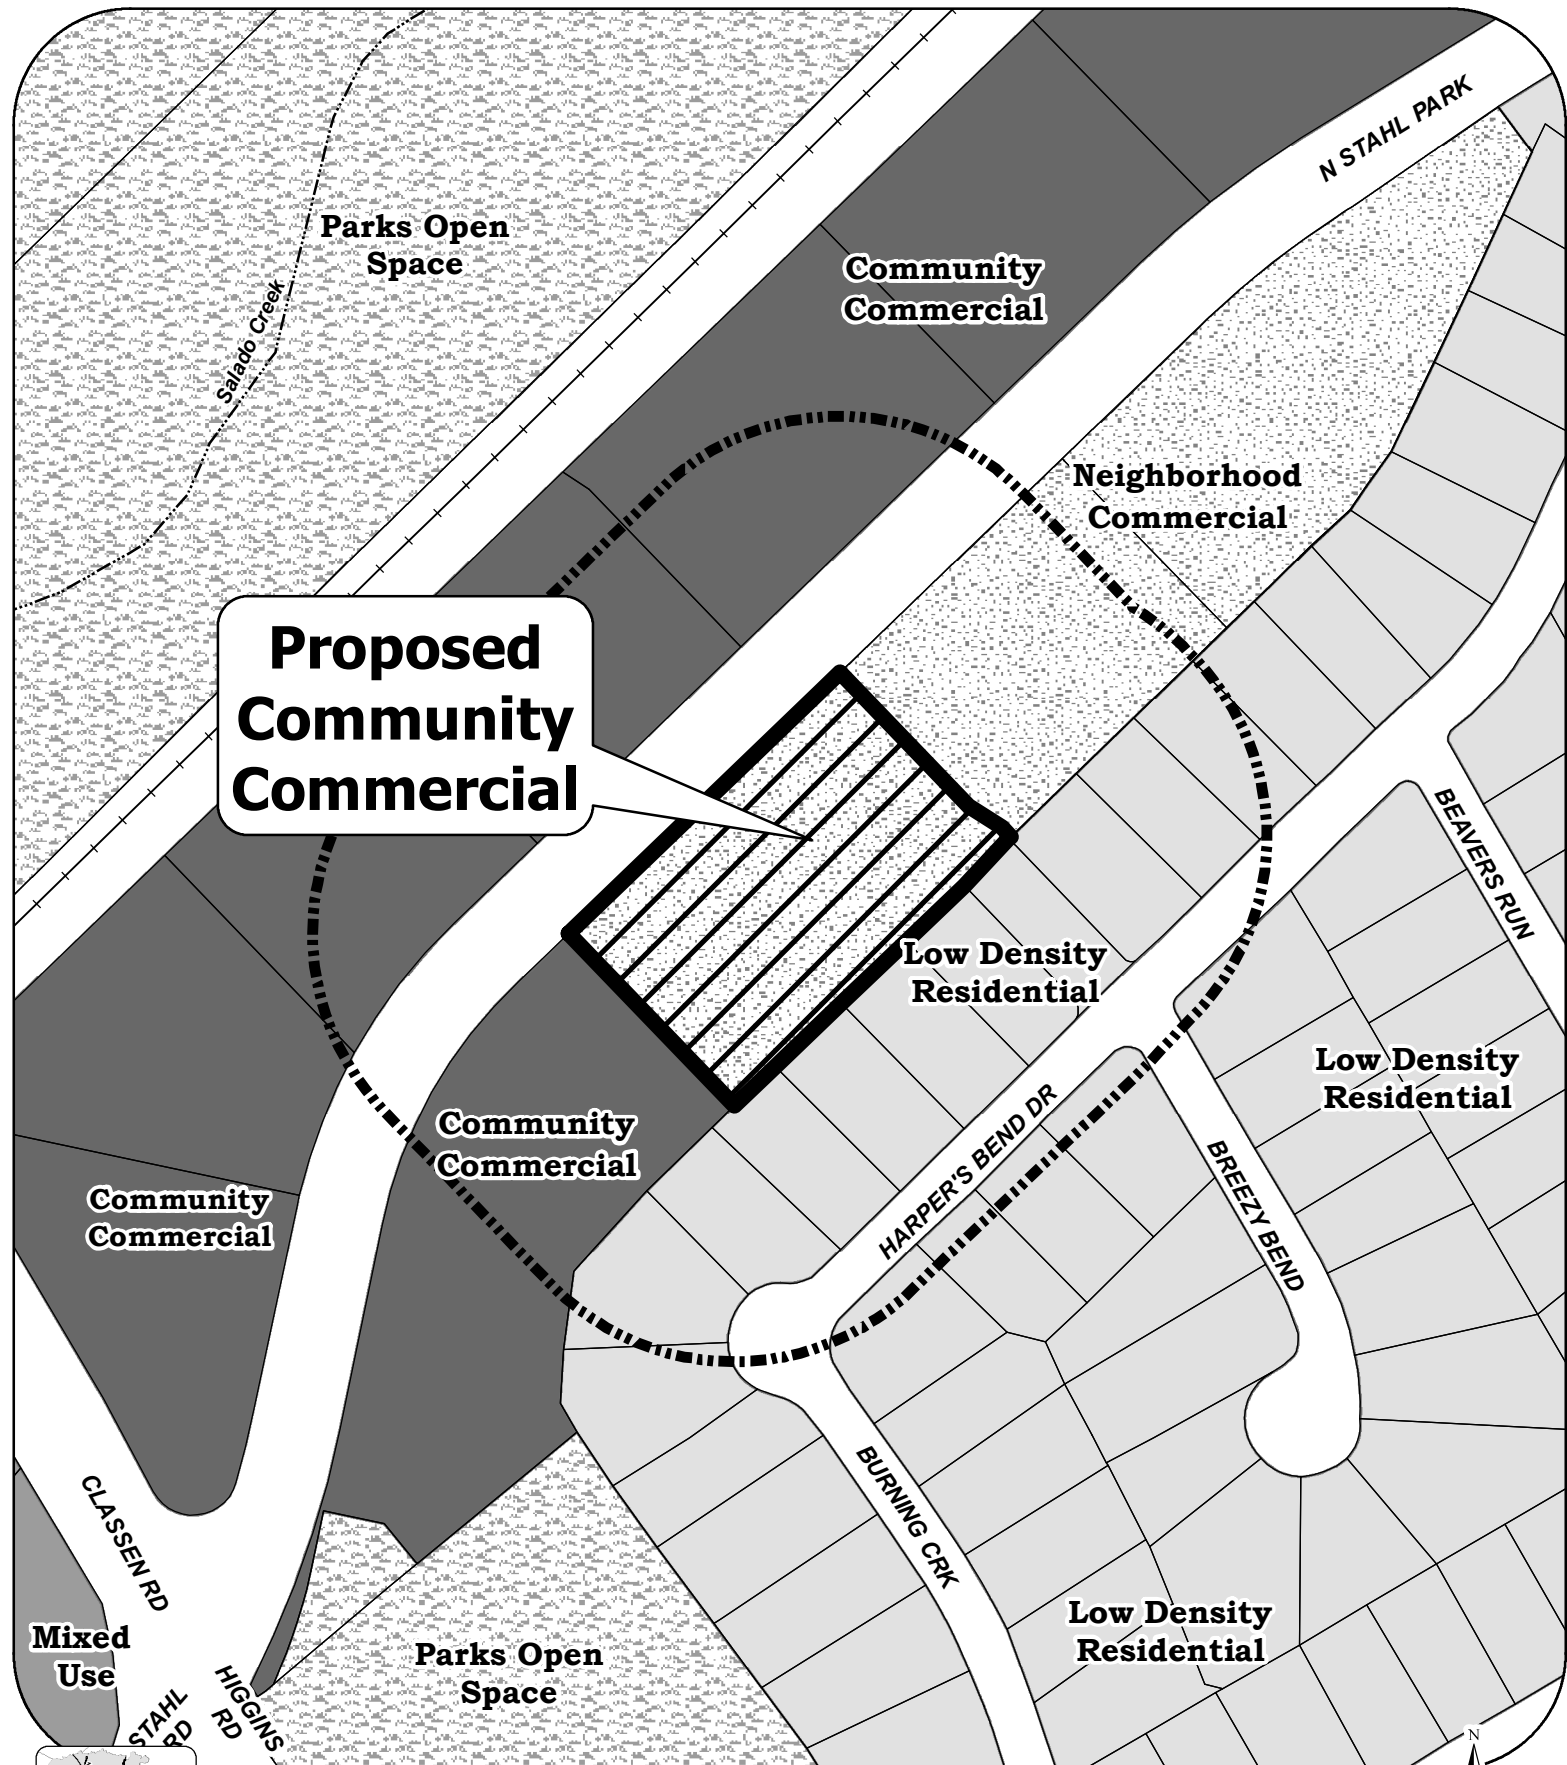 N STAHL PARK
Parks Open
Space
Community
Commercial
Salado Creek
Neighborhood
Commercial
Proposed
Community
Commercial
BEAVERS RUN
Low Density
Residential
Low Density
Residential
Community
Commercial
HARPER'S BEND DR
BREEZY BEND
Community
Commercial
BURNING CRK
CLASSEN RD
Mixed
Use
Low Density
Residential
Parks Open
Space
STAHL
RD
HIGGINS
RD
N